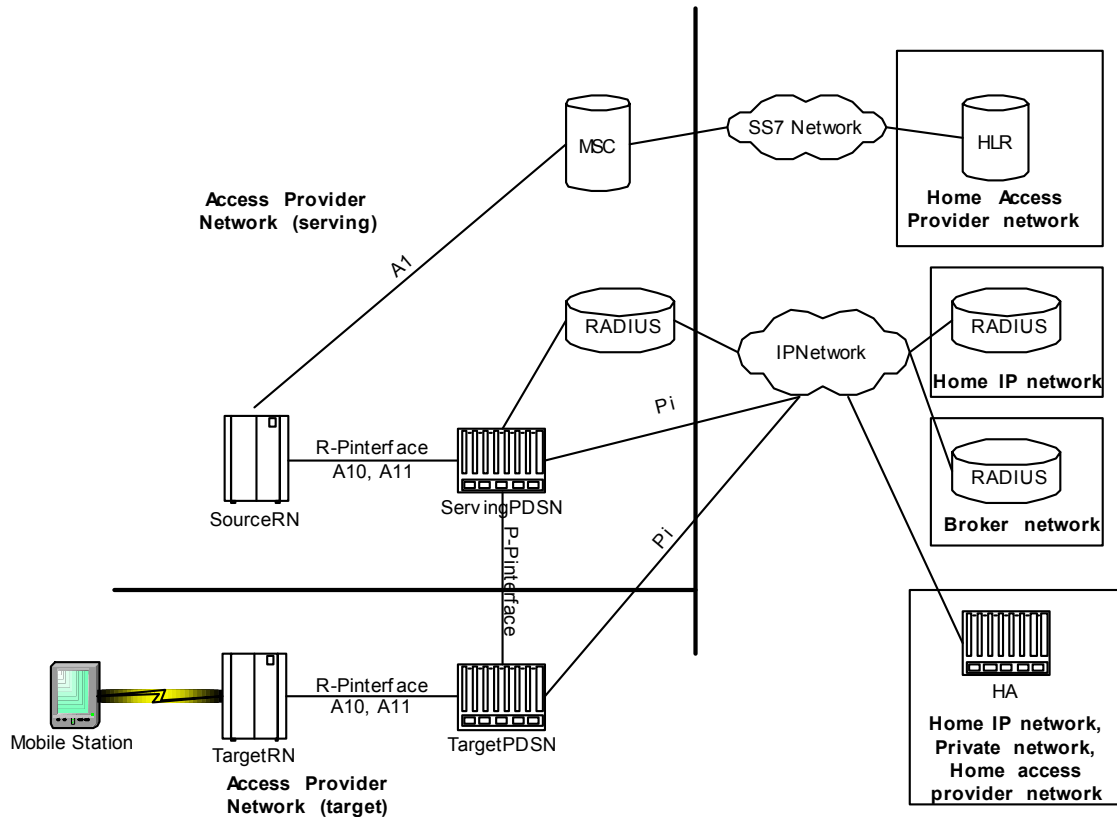 MSC
SS7 Network
HLR
Home Access
Provider network
Access Provider
Network (serving)
A1
RADIUS
IPNetwork
RADIUS
Home IP network
Pi
R-Pinterface
A10, A11
SourceRN
ServingPDSN
RADIUS
Broker network
P-Pinterface
Pi
R-Pinterface
A10, A11
Mobile Station
TargetRN
TargetPDSN
HA
Access Provider
Network (target)
Home IP network,
Private network,
Home access
provider network